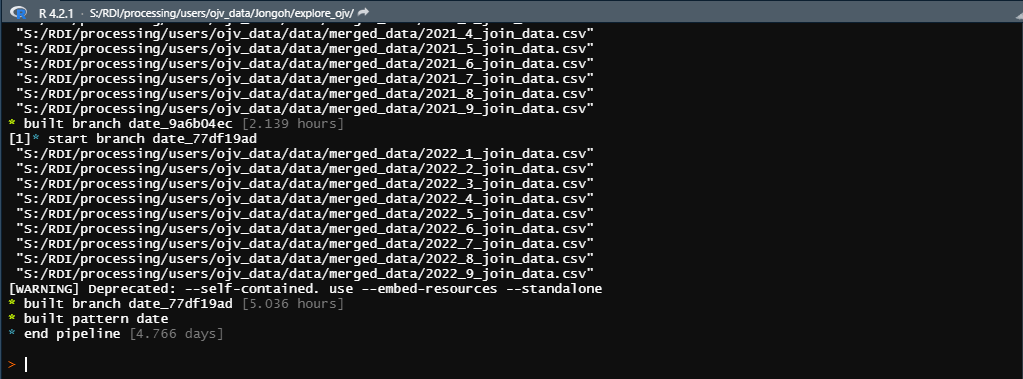 R 4.2.1 · S:/RDI/processing/users/ojv_data/Jongoh/explore_ojv/
"S:/RDI/processing/users/ojv_data/data/merged_data/2021_4_join_data.csv"
"S:/RDI/processing/users/ojv_data/data/merged_data/2021_5_join_data.csv"
"S:/RDI/processing/users/ojv_data/data/merged_data/2021_6_join_data.csv"
"S:/RDI/processing/users/ojv_data/data/merged_data/2021_7_join_data.csv"
"S:/RDI/processing/users/ojv_data/data/merged_data/2021_8_join_data.csv"
"S:/RDI/processing/users/ojv_data/data/merged_data/2021_9_join_data.csv"
* built branch date_9a6b04ec [2.139 hours]
[1]* start branch date_77df19ad
"S:/RDI/processing/users/ojv_data/data/merged_data/2022_1_join_data.csv"
"S:/RDI/processing/users/ojv_data/data/merged_data/2022_2_join_data.csv"
"S:/RDI/processing/users/ojv_data/data/merged_data/2022_3_join_data.csv"
"S:/RDI/processing/users/ojv_data/data/merged_data/2022_4_join_data.csv"
"S:/RDI/processing/users/ojv_data/data/merged_data/2022_5_join_data.csv"
"S:/RDI/processing/users/ojv_data/data/merged_data/2022_6_join_data.csv"
"S:/RDI/processing/users/ojv_data/data/merged_data/2022_7_join_data.csv"
"S:/RDI/processing/users/ojv_data/data/merged_data/2022_8_join_data.csv"
"S:/RDI/processing/users/ojv_data/data/merged_data/2022_9_join_data.csv"
[WARNING] Deprecated: --self-contained. use --embed-resources --standalone
* built branch date_77df19ad [5.036 hours]
* built pattern date
* end pipeline [4.766 days]
>